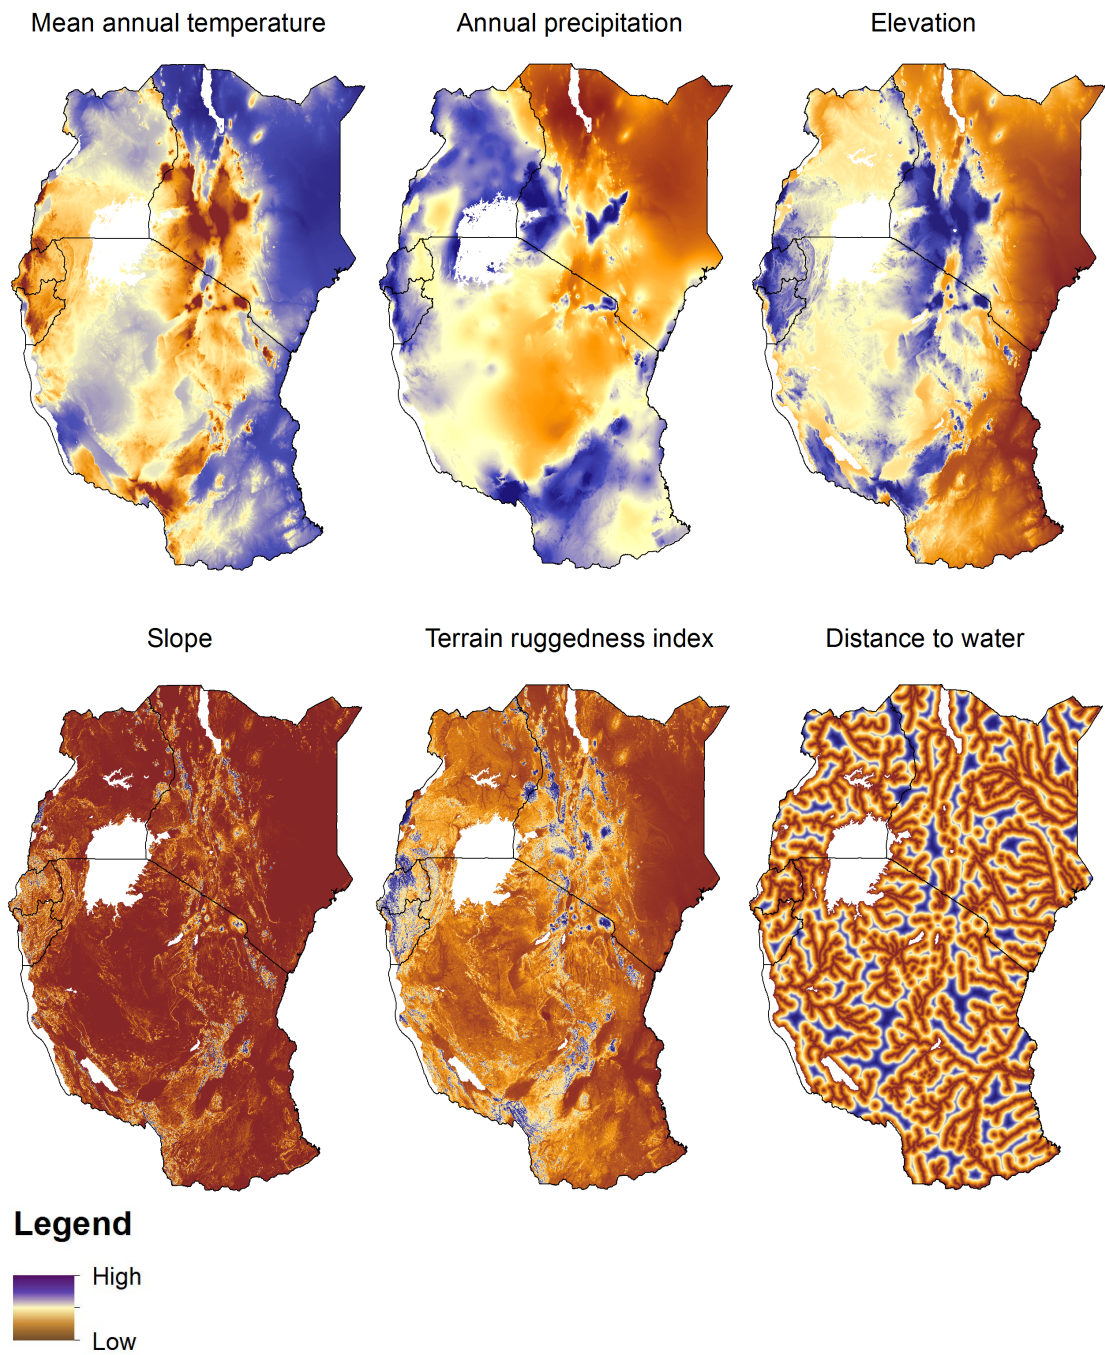 Mean annual temperature
Annual precipitation
Elevation
Slope
Terrain ruggedness index
Distance to water
Legend
High
Low